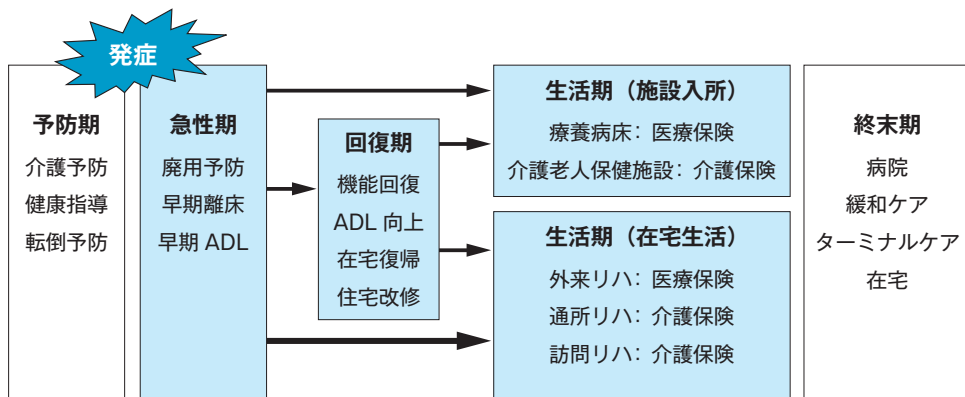 発症
予防期
介護予防
健康指導
転倒予防
急性期
廃用予防
早期離床
早期 ADL
回復期
機能回復
ADL 向上
在宅復帰
住宅改修
生活期（施設入所）
療養病床：医療保険
介護老人保健施設：介護保険
生活期（在宅生活）
外来リハ：医療保険
通所リハ：介護保険
訪問リハ：介護保険
終末期
病院
緩和ケア
ターミナルケア
在宅